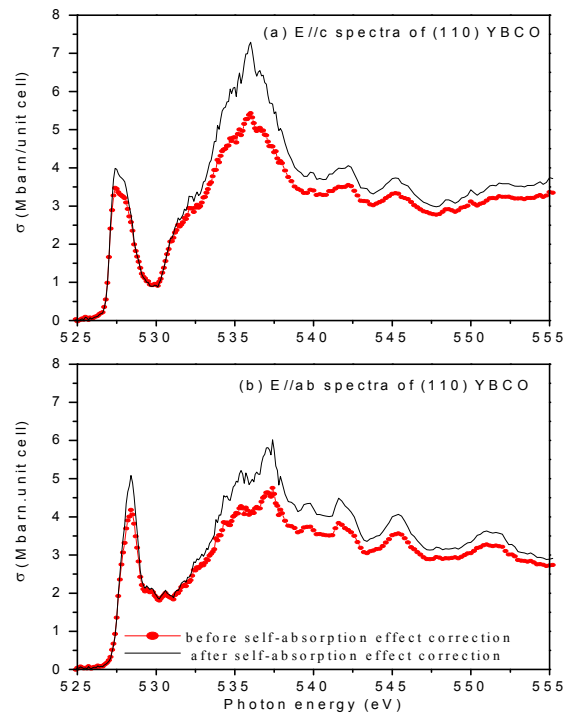 8
(a) E//c spectra of (110) YBCO
7
6
5
4
3
2
1
0
σ (Mbarn/unit cell)
525 530 535 540 545 550 555
8
(b) E//ab spectra of (110) YBCO
7
6
5
4
3
2
1
0
σ (Mbarn.unit cell)
before self-absorption effect correction
after self-absorption effect correction
525 530 535 540 545 550 555
Photon energy (eV)